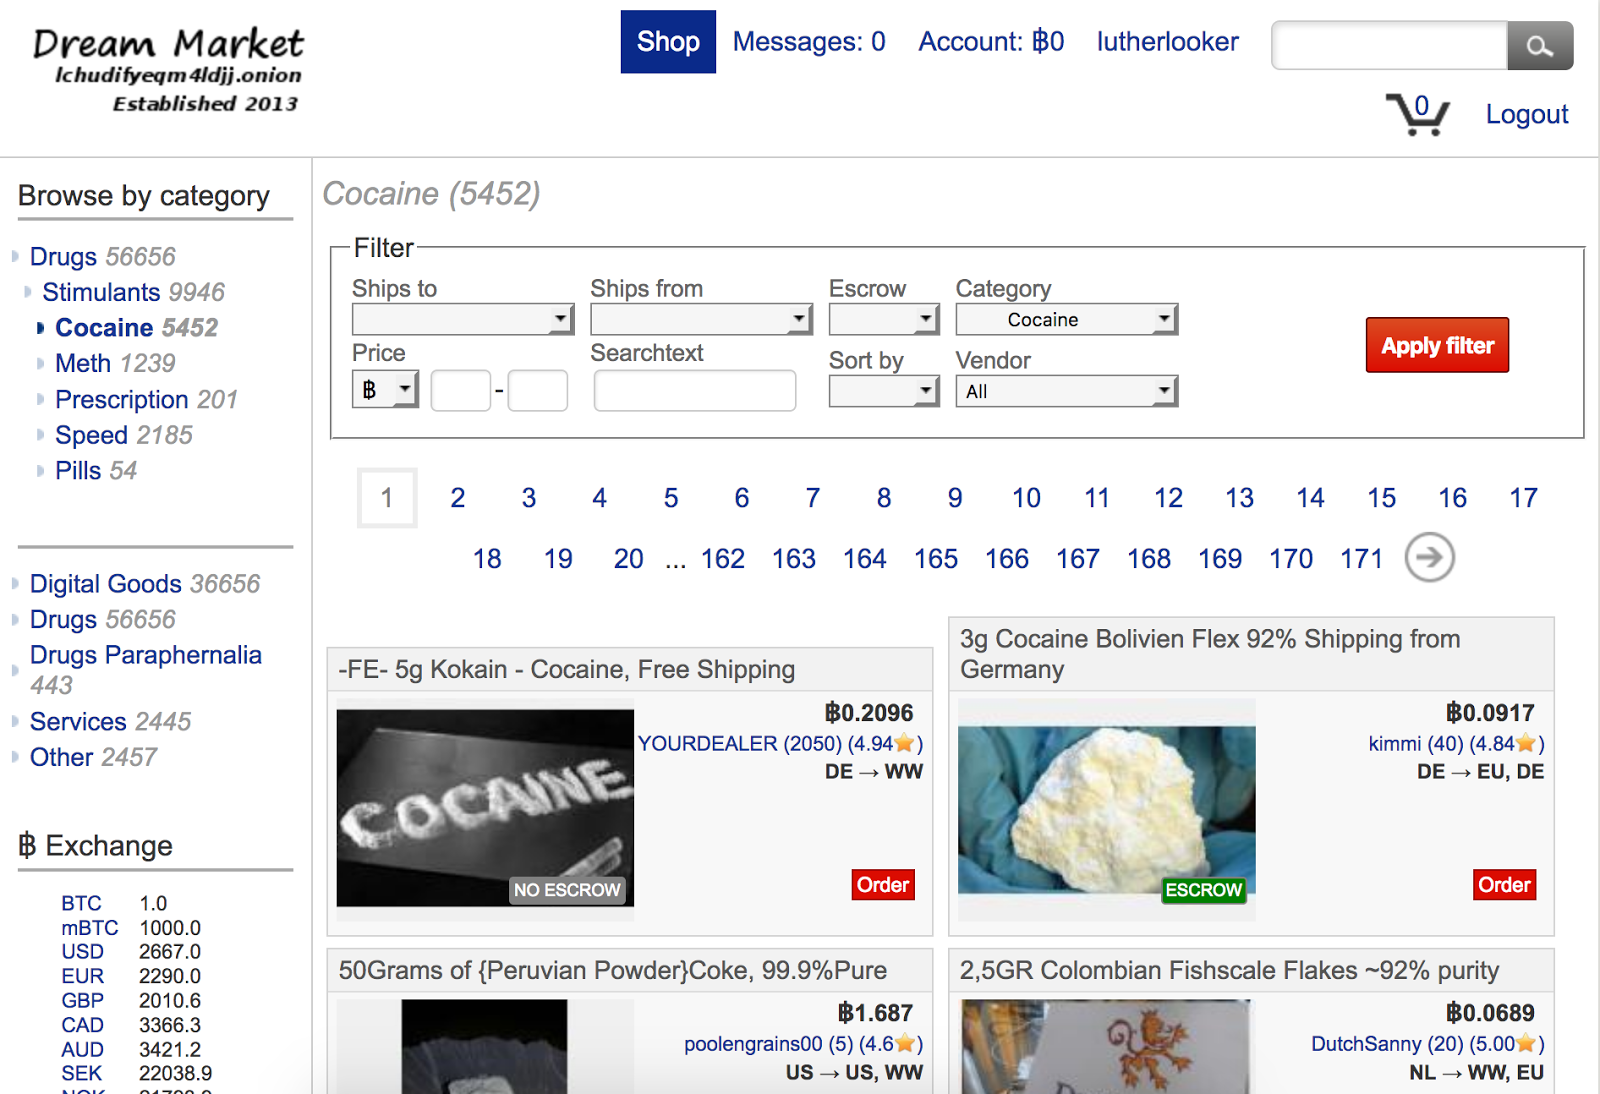 Dream Market
lchudifyeqm4ldjj.onion
Established 2013
Shop Messages: 0 Account: ฿0 lutherlooker
0 Logout
Browse by category
Drugs 56656
Stimulants 9946
Cocaine 5452
Meth 1239
Prescription 201
Speed 2185
Pills 54
Digital Goods 36656
Drugs 56656
Drugs Paraphernalia
443
Services 2445
Other 2457
฿ Exchange
BTC 1.0
mBTC 1000.0
USD 2667.0
EUR 2290.0
GBP 2010.6
CAD 3366.3
AUD 3421.2
SEK 22038.9
Cocaine (5452)
Filter
Ships to Ships from Escrow Category
Cocaine
Price Searchtext Sort by Vendor
฿ - All
Apply filter
1 2 3 4 5 6 7 8 9 10 11 12 13 14 15 16 17
18 19 20 ... 162 163 164 165 166 167 168 169 170 171
-FE- 5g Kokain - Cocaine, Free Shipping
COCAINE
NO ESCROW
฿0.2096
YOURDEALER (2050) (4.94⭐)
DE → WW
Order
3g Cocaine Bolivien Flex 92% Shipping from
Germany
ESCROW
฿0.0917
kimmi (40) (4.84⭐)
DE → EU, DE
Order
50Grams of {Peruvian Powder}Coke, 99.9%Pure
฿1.687
poolengrains00 (5) (4.6⭐)
US → US, WW
2,5GR Colombian Fishscale Flakes ~92% purity
฿0.0689
DutchSanny (20) (5.00⭐)
NL → WW, EU